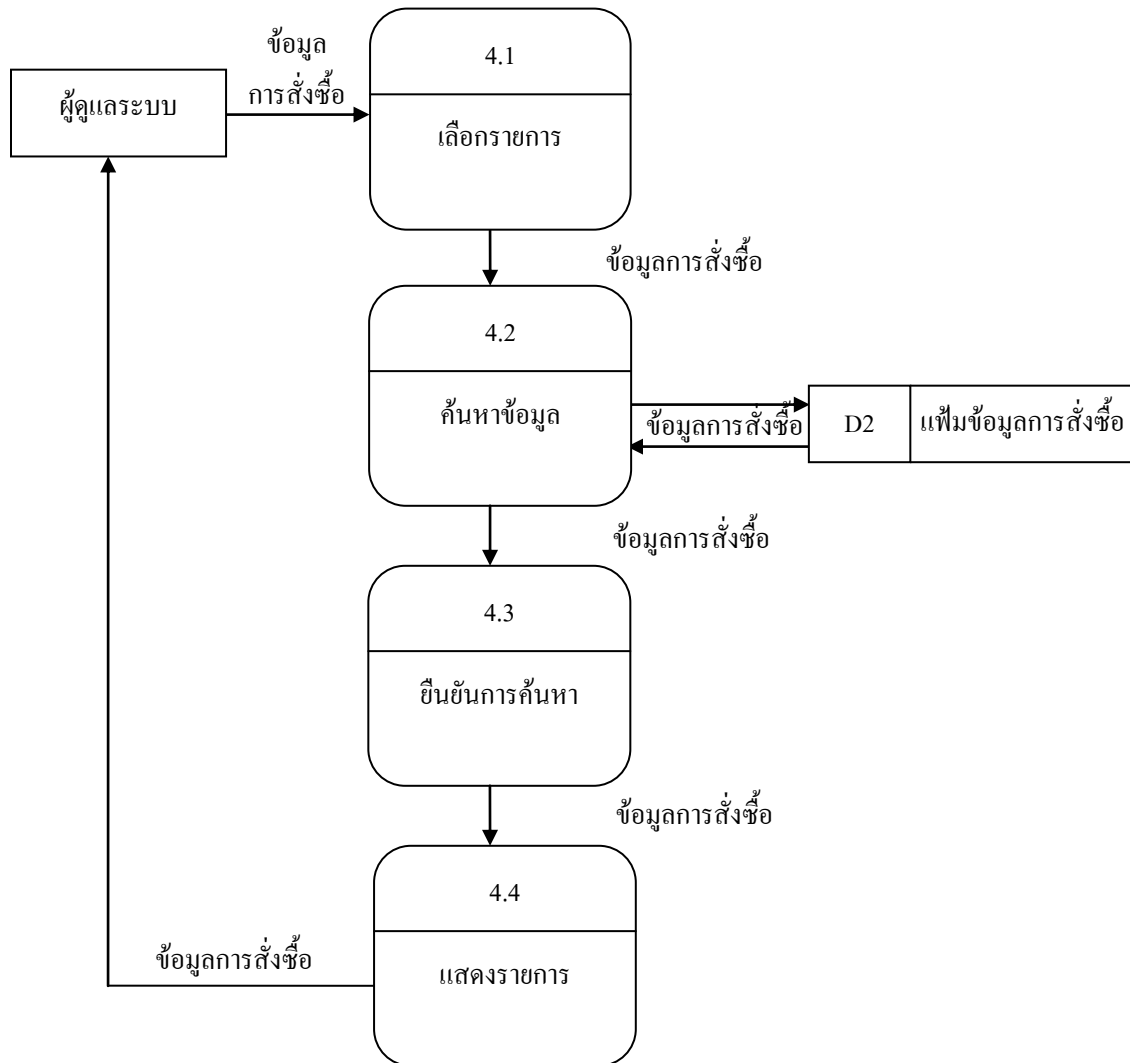 ข้อมูล
การสั่งซื้อ
ผู้ดูแลระบบ
4.1
เลือกรายการ
ข้อมูลการสั่งซื้อ
4.2
ค้นหาข้อมูล
ข้อมูลการสั่งซื้อ
D2
แฟ้มข้อมูลการสั่งซื้อ
ข้อมูลการสั่งซื้อ
4.3
ยืนยันการค้นหา
ข้อมูลการสั่งซื้อ
4.4
แสดงรายการ
ข้อมูลการสั่งซื้อ